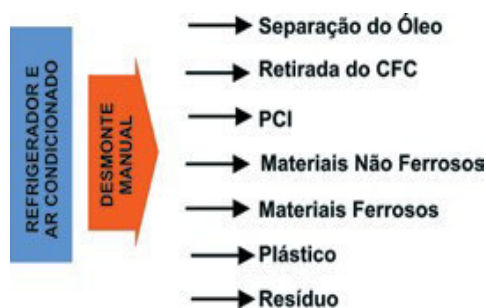 REFRIGERADOR E
AR CONDICIONADO
DESMONTE
MANUAL
Separação do Óleo
Retirada do CFC
PCI
Materiais Não Ferrosos
Materiais Ferrosos
Plástico
Resíduo